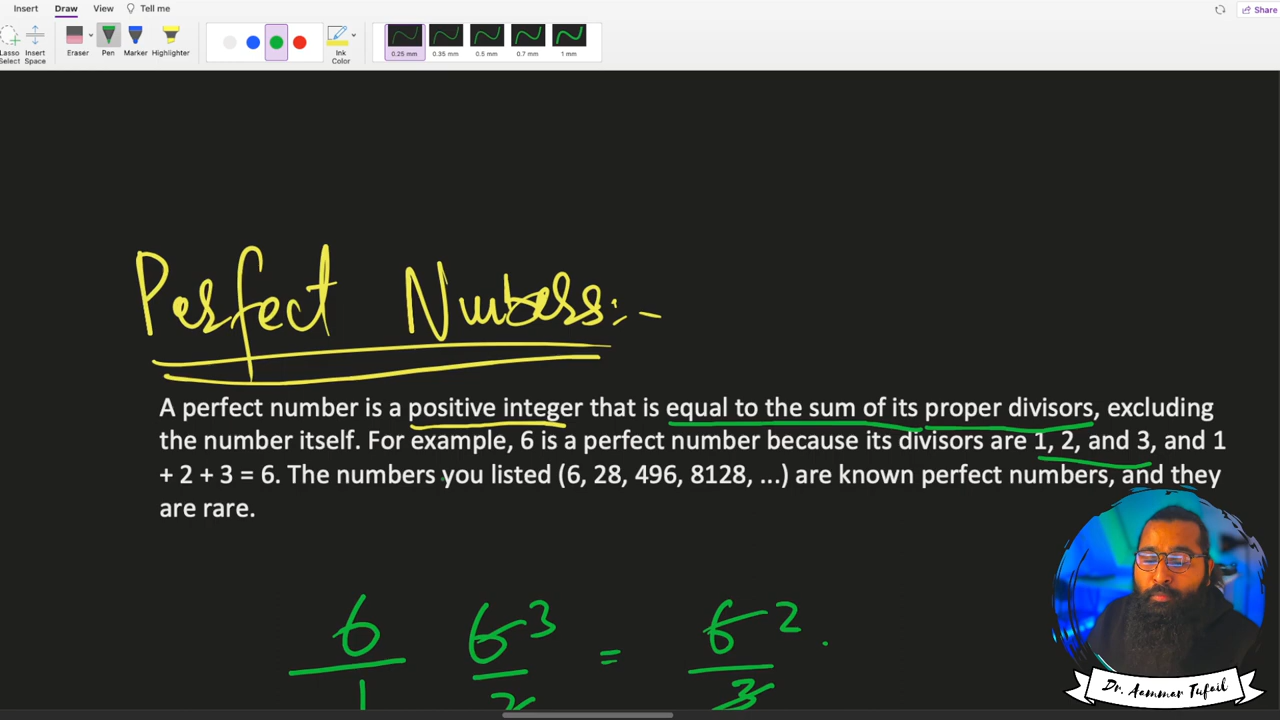 Insert Draw View Tell me Share
Lasso Select Insert Space Eraser Pen Marker Highlighter Ink Color 0.25 mm 0.35 mm 0.5 mm 0.7 mm 1 mm
Perfect Numbers:-
A perfect number is a positive integer that is equal to the sum of its proper divisors, excluding
the number itself. For example, 6 is a perfect number because its divisors are 1, 2, and 3, and 1
+ 2 + 3 = 6. The numbers you listed (6, 28, 496, 8128, ...) are known perfect numbers, and they
are rare.
6 6 3 = 6 2 .
1 2 3
Dr. Aammar Tufail